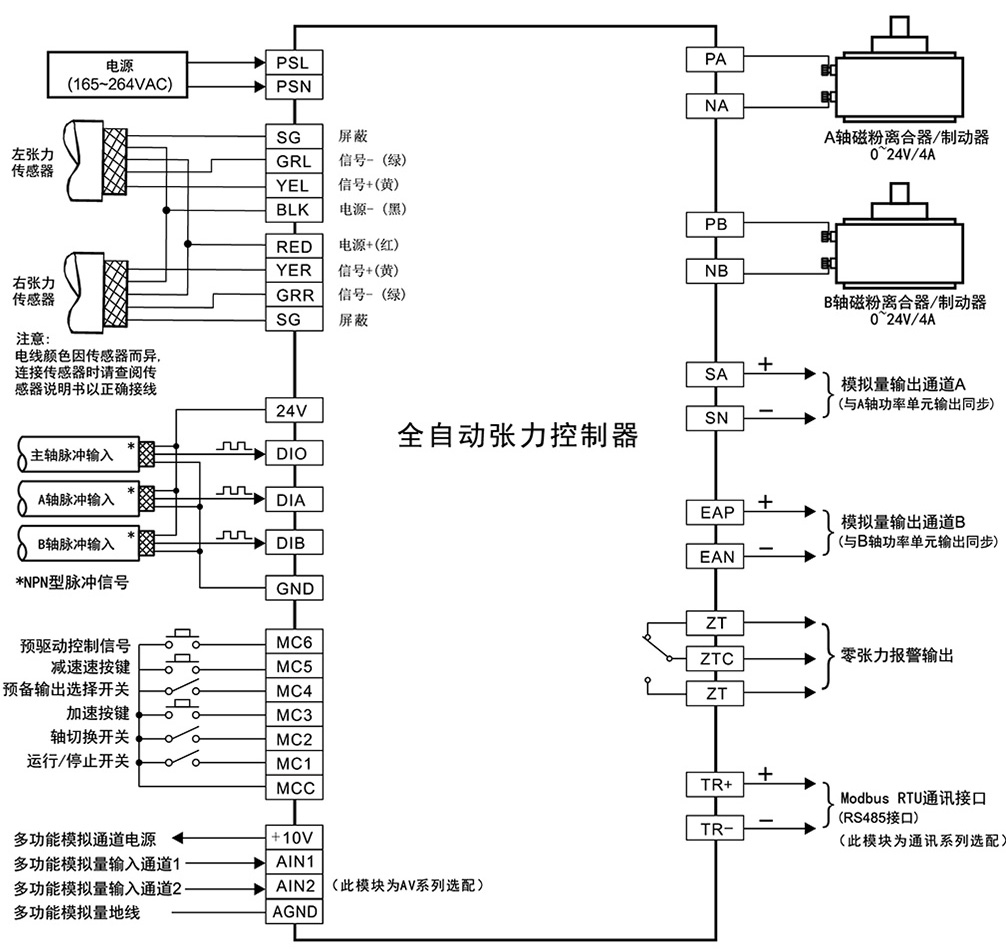 电源
(165~264VAC)
PSL
PSN
左张力
传感器
SG
屏蔽
GRL
信号-(绿)
YEL
信号+(黄)
BLK
电源-(黑)
RED
电源+(红)
YER
信号+(黄)
GRR
信号-(绿)
SG
屏蔽
右张力
传感器
注意:
电线颜色因传感器而异,
连接传感器时请查阅传
感器说明书以正确接线
24V
主轴脉冲输入 *
DIO
A轴脉冲输入 *
DIA
B轴脉冲输入 *
DIB
*NPN型脉冲信号
GND
预驱动控制信号
MC6
减速速按键
MC5
预备输出选择开关
MC4
加速按键
MC3
轴切换开关
MC2
运行/停止开关
MC1
MCC
多功能模拟通道电源
+10V
多功能模拟量输入通道1
AIN1
多功能模拟量输入通道2
AIN2
(此模块为AV系列选配)
多功能模拟量地线
AGND
全自动张力控制器
PA
NA
A轴磁粉离合器/制动器
0~24V/4A
PB
NB
B轴磁粉离合器/制动器
0~24V/4A
SA
+
SN
−
模拟量输出通道A
(与A轴功率单元输出同步)
EAP
+
EAN
−
模拟量输出通道B
(与B轴功率单元输出同步)
ZT
ZTC
ZT
零张力报警输出
TR+
+
TR−
−
Modbus RTU通讯接口
(RS485接口)
(此模块为通讯系列选配)